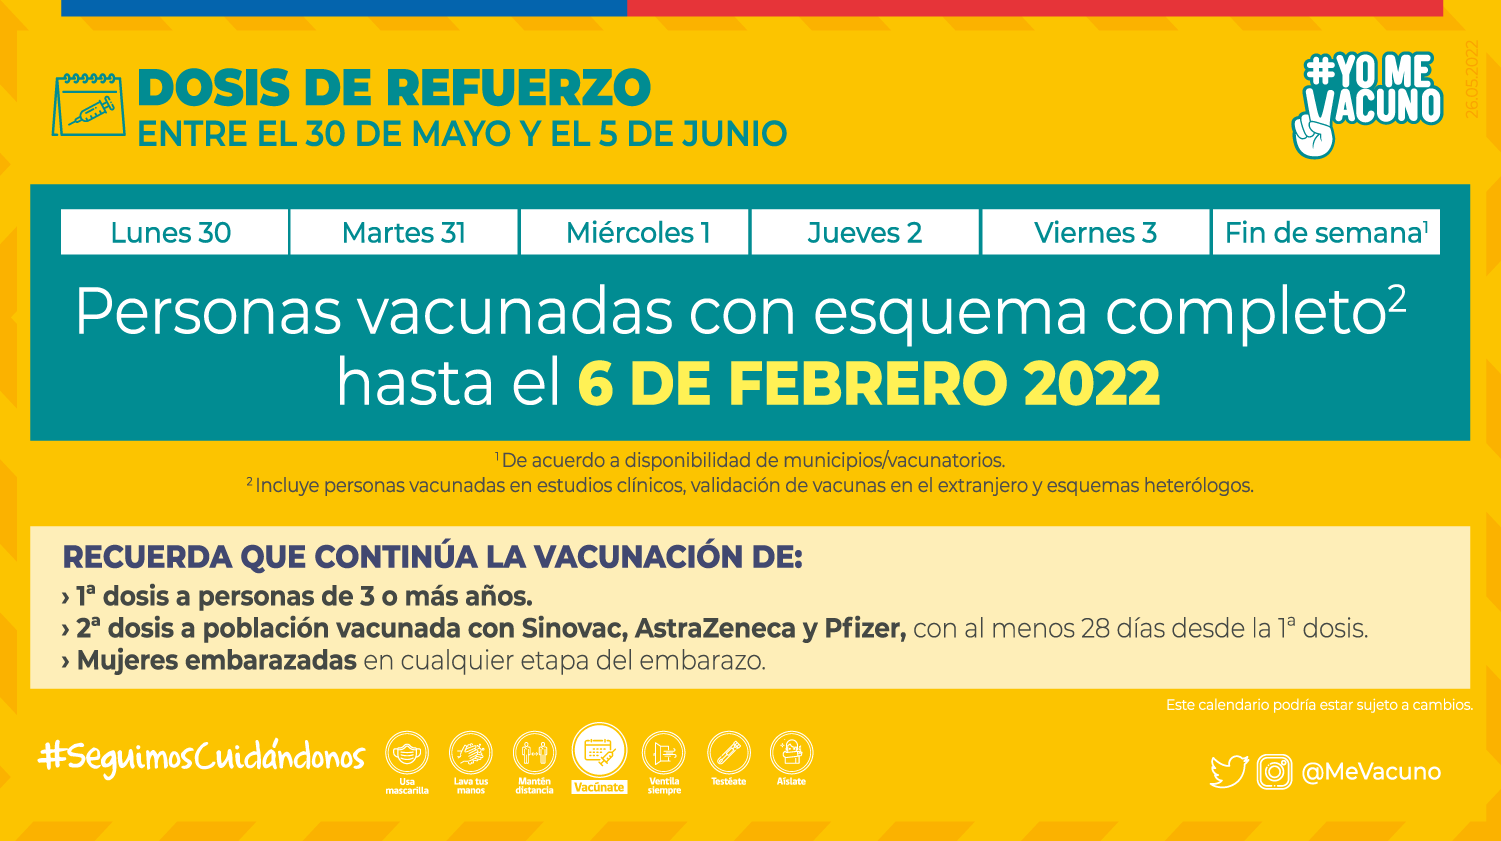 DOSIS DE REFUERZO
ENTRE EL 30 DE MAYO Y EL 5 DE JUNIO
#YO ME
VACUNO
26.05.2022
Lunes 30
Martes 31
Miércoles 1
Jueves 2
Viernes 3
Fin de semana¹
Personas vacunadas con esquema completo²
hasta el 6 DE FEBRERO 2022
¹ De acuerdo a disponibilidad de municipios/vacunatorios.
² Incluye personas vacunadas en estudios clínicos, validación de vacunas en el extranjero y esquemas heterólogos.
RECUERDA QUE CONTINÚA LA VACUNACIÓN DE:
› 1ª dosis a personas de 3 o más años.
› 2ª dosis a población vacunada con Sinovac, AstraZeneca y Pfizer, con al menos 28 días desde la 1ª dosis.
› Mujeres embarazadas en cualquier etapa del embarazo.
Este calendario podría estar sujeto a cambios.
#SeguimosCuidándonos
Usa
mascarilla
Lava tus
manos
Mantén
distancia
Vacúnate
Ventila
siempre
Testéate
Aíslate
@MeVacuno